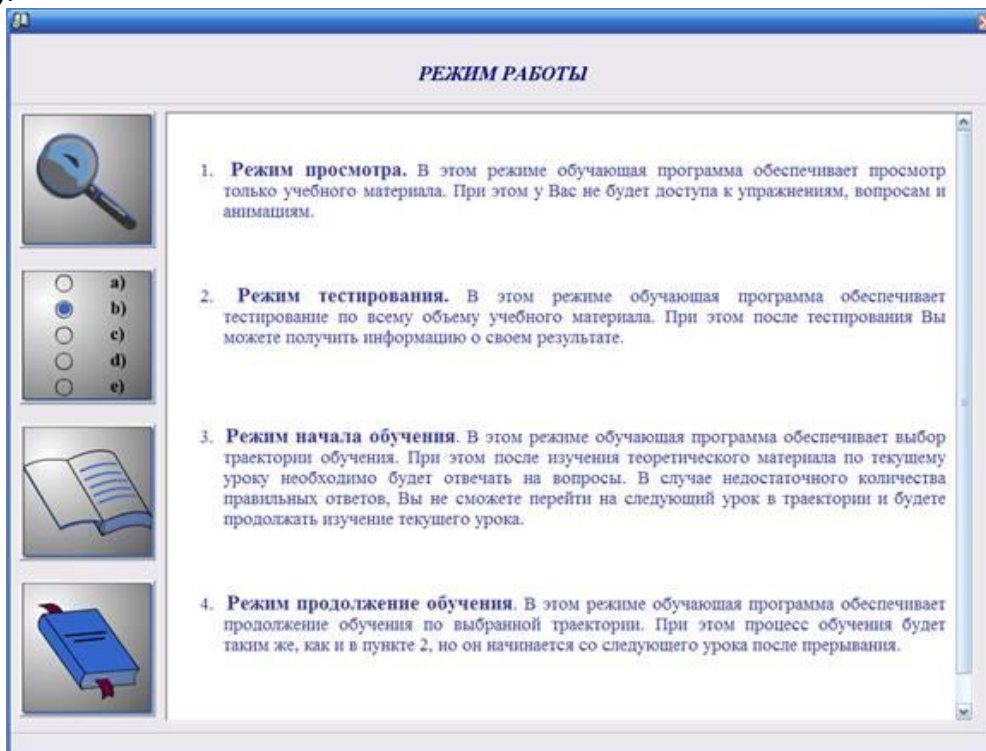 ).
РЕЖИМ РАБОТЫ
1. Режим просмотра. В этом режиме обучающая программа обеспечивает просмотр
только учебного материала. При этом у Вас не будет доступа к упражнениям, вопросам и
анимациям.
a)
b)
c)
d)
e)
2. Режим тестирования. В этом режиме обучающая программа обеспечивает
тестирование по всему объему учебного материала. При этом после тестирования Вы
можете получить информацию о своем результате.
3. Режим начала обучения. В этом режиме обучающая программа обеспечивает выбор
траектории обучения. При этом после изучения теоретического материала по текущему
уроку необходимо будет отвечать на вопросы. В случае недостаточного количества
правильных ответов, Вы не сможете перейти на следующий урок в траектории и будете
продолжать изучение текущего урока.
4. Режим продолжение обучения. В этом режиме обучающая программа обеспечивает
продолжение обучения по выбранной траектории. При этом процесс обучения будет
таким же, как и в пункте 2, но он начинается со следующего урока после прерывания.